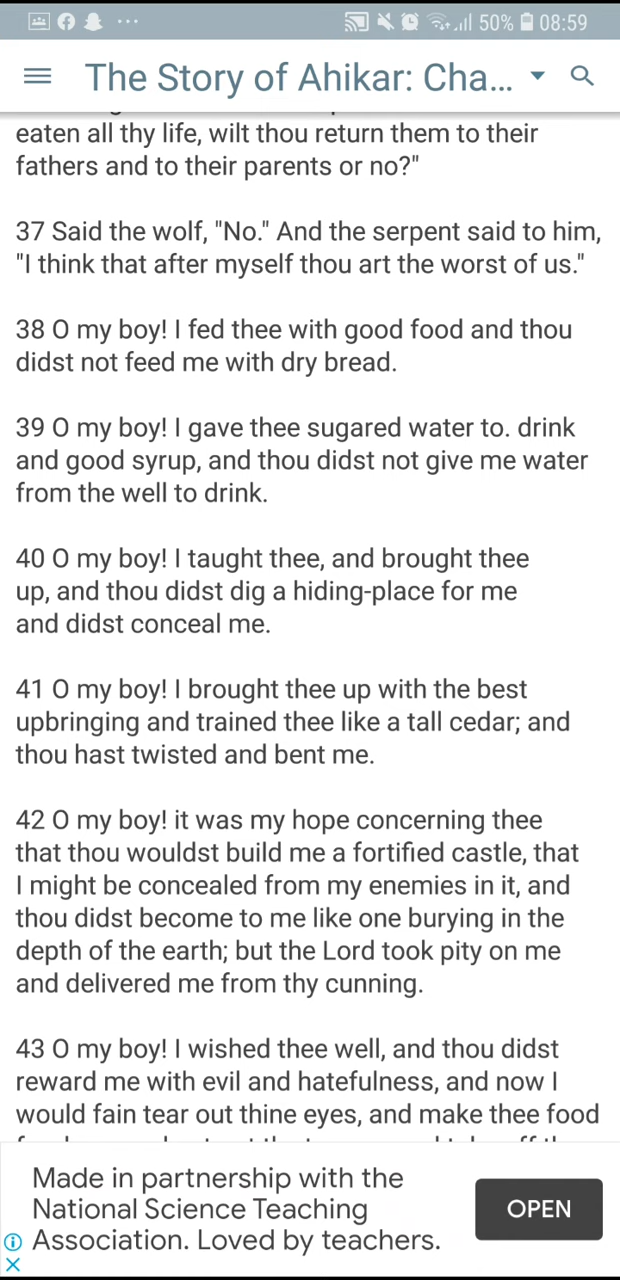 50% 08:59
The Story of Ahikar: Cha...
eaten all thy life, wilt thou return them to their
fathers and to their parents or no?"
37 Said the wolf, "No." And the serpent said to him,
"I think that after myself thou art the worst of us."
38 O my boy! I fed thee with good food and thou
didst not feed me with dry bread.
39 O my boy! I gave thee sugared water to. drink
and good syrup, and thou didst not give me water
from the well to drink.
40 O my boy! I taught thee, and brought thee
up, and thou didst dig a hiding-place for me
and didst conceal me.
41 O my boy! I brought thee up with the best
upbringing and trained thee like a tall cedar; and
thou hast twisted and bent me.
42 O my boy! it was my hope concerning thee
that thou wouldst build me a fortified castle, that
I might be concealed from my enemies in it, and
thou didst become to me like one burying in the
depth of the earth; but the Lord took pity on me
and delivered me from thy cunning.
43 O my boy! I wished thee well, and thou didst
reward me with evil and hatefulness, and now I
would fain tear out thine eyes, and make thee food
Made in partnership with the
National Science Teaching
Association. Loved by teachers.
OPEN